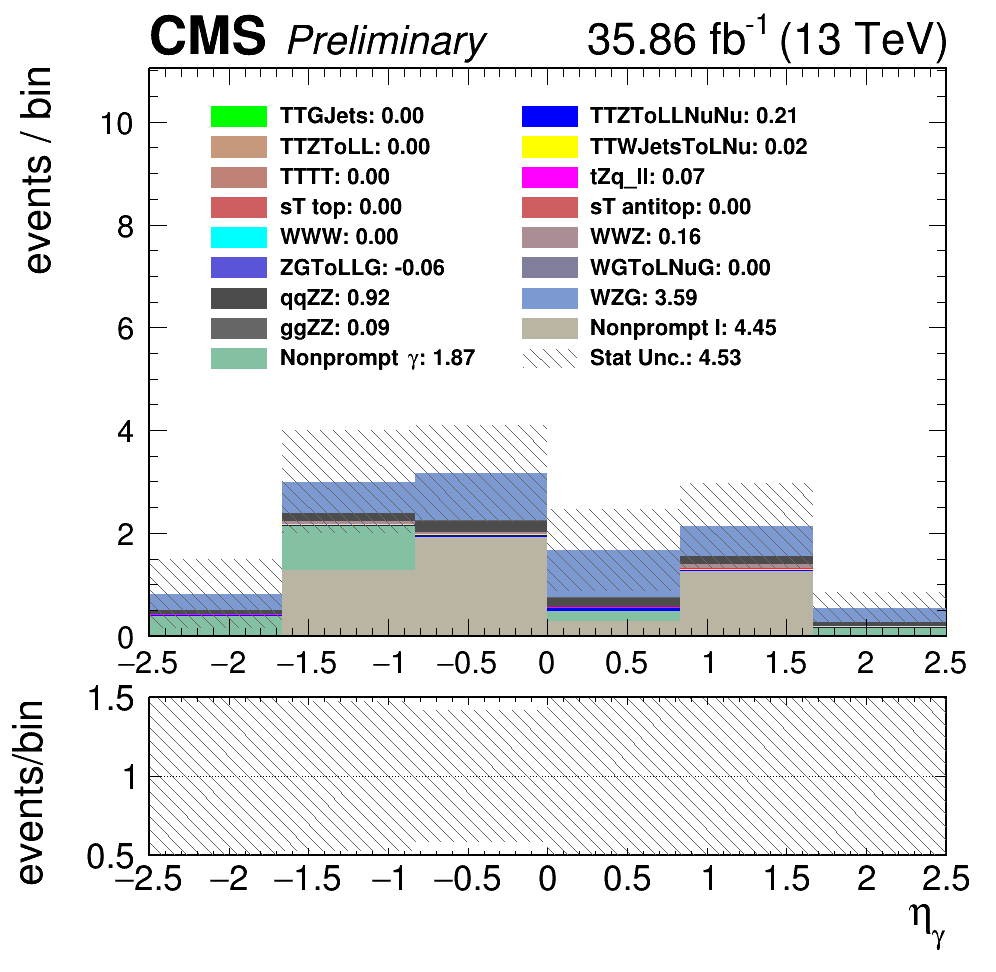 CMS Preliminary 35.86 fb-1 (13 TeV)
events / bin
10
8
6
4
2
0
TTGJets: 0.00
TTZToLL: 0.00
TTTT: 0.00
sT top: 0.00
WWW: 0.00
ZGToLLG: -0.06
qqZZ: 0.92
ggZZ: 0.09
Nonprompt γ: 1.87
TTZToLLNuNu: 0.21
TTWJetsToLNu: 0.02
tZq_ll: 0.07
sT antitop: 0.00
WWZ: 0.16
WGToLNuG: 0.00
WZG: 3.59
Nonprompt l: 4.45
Stat Unc.: 4.53
−2.5 −2 −1.5 −1 −0.5 0 0.5 1 1.5 2 2.5
events/bin
1.5
1
0.5
−2.5 −2 −1.5 −1 −0.5 0 0.5 1 1.5 2 2.5
ηγ